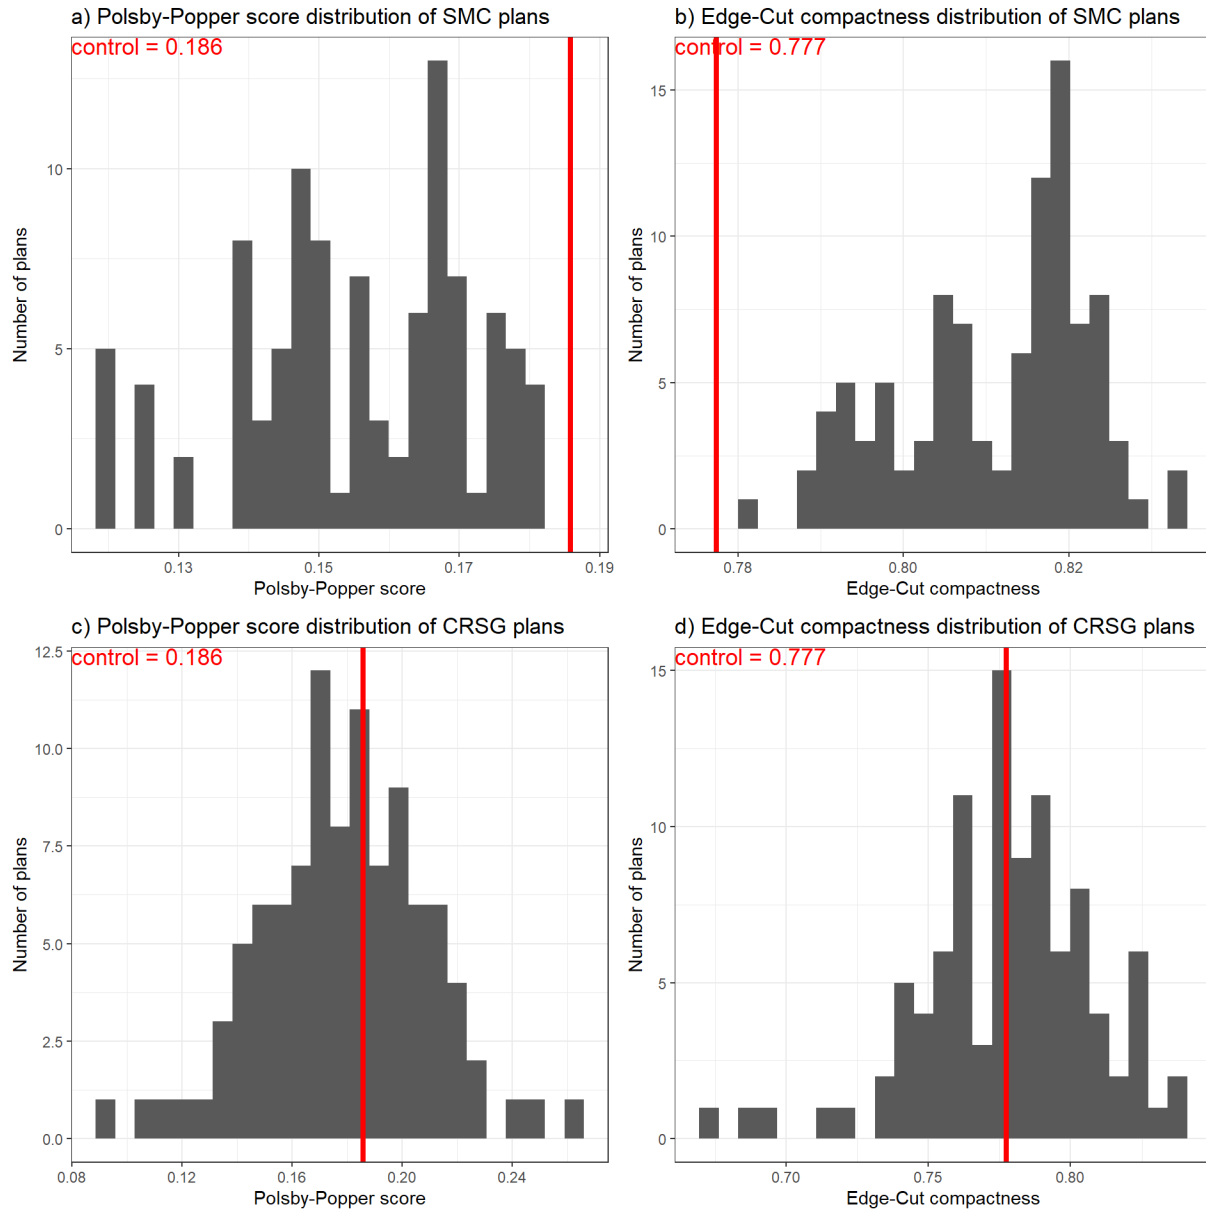 a) Polsby-Popper score distribution of SMC plans
control = 0.186
10
5
0
Number of plans
0.13
0.15
0.17
0.19
Polsby-Popper score
b) Edge-Cut compactness distribution of SMC plans
control = 0.777
15
10
5
0
Number of plans
0.78
0.80
0.82
Edge-Cut compactness
c) Polsby-Popper score distribution of CRSG plans
control = 0.186
12.5
10.0
7.5
5.0
2.5
0.0
Number of plans
0.08
0.12
0.16
0.20
0.24
Polsby-Popper score
d) Edge-Cut compactness distribution of CRSG plans
control = 0.777
15
10
5
0
Number of plans
0.70
0.75
0.80
Edge-Cut compactness